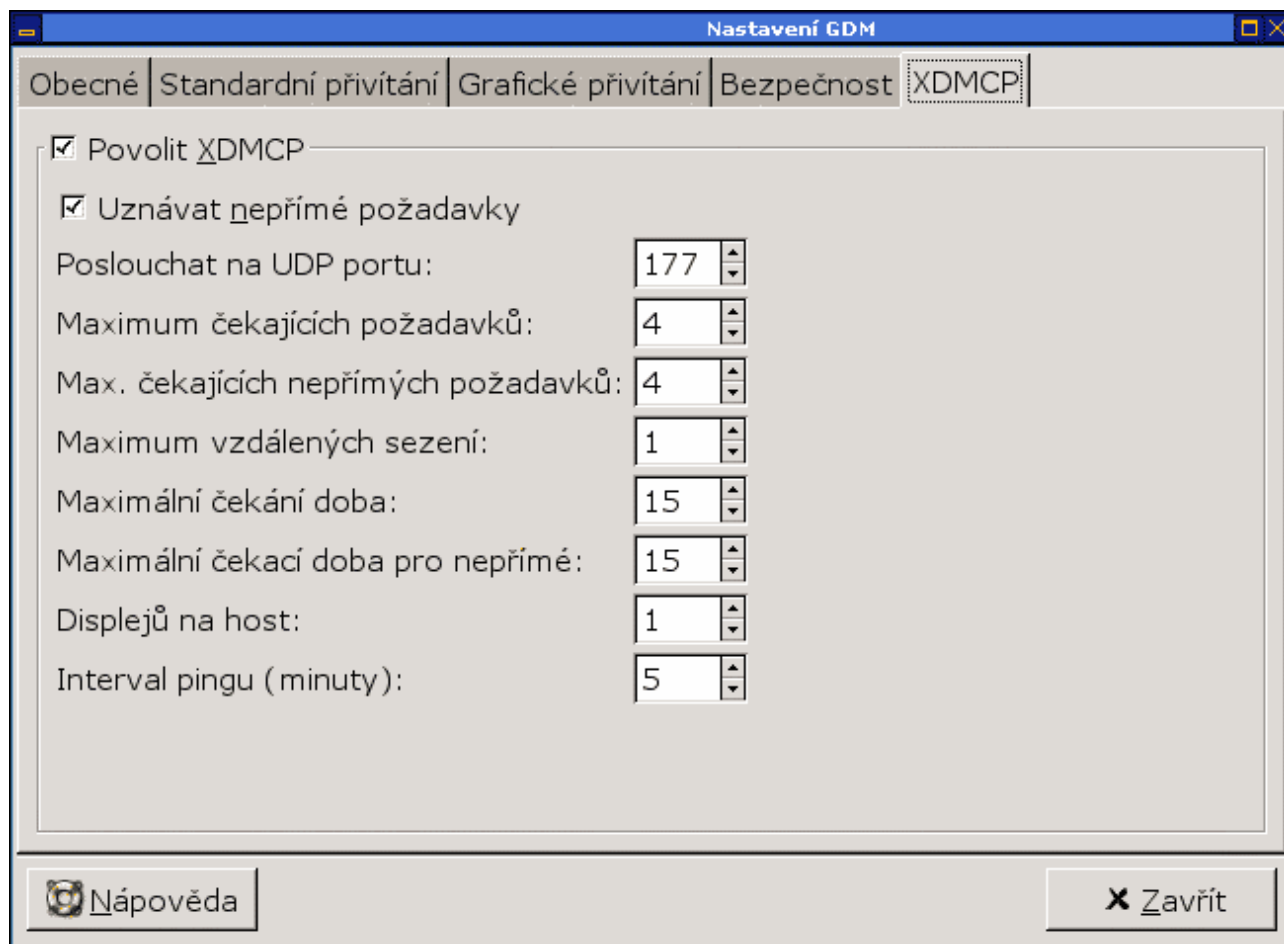 Nastavení GDM
Obecné Standardní přivítání Grafické přivítání Bezpečnost XDMCP
Povolit XDMCP
Uznávat nepřímé požadavky
Poslouchat na UDP portu: 177
Maximum čekajících požadavků: 4
Max. čekajících nepřímých požadavků: 4
Maximum vzdálených sezení: 1
Maximální čekání doba: 15
Maximální čekací doba pro nepřímé: 15
Displejů na host: 1
Interval pingu (minuty): 5
Nápověda Zavřít